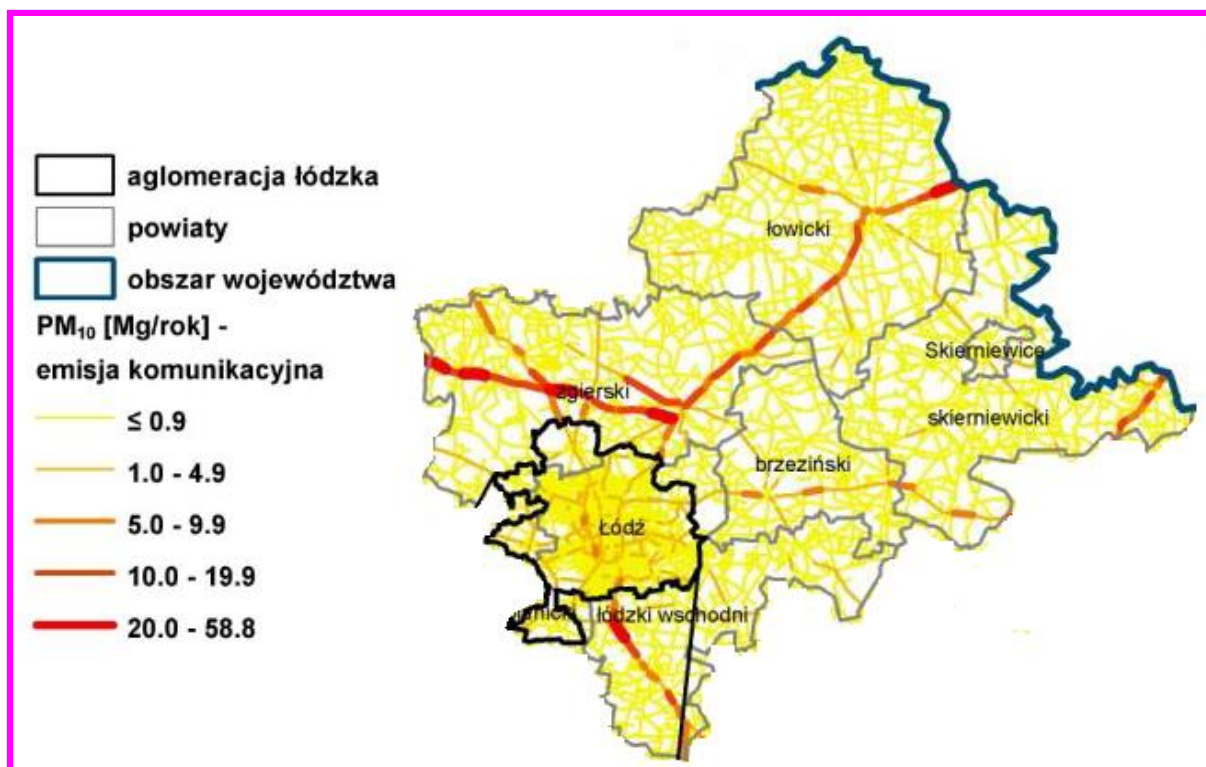 aglomeracja łódzka
powiaty
obszar województwa
PM₁₀ [Mg/rok] -
emisja komunikacyjna
≤ 0.9
1.0 - 4.9
5.0 - 9.9
10.0 - 19.9
20.0 - 58.8
łowicki
Skierniewice
zgierski
skierniewicki
brzeziński
Łódź
łódzki wschodni